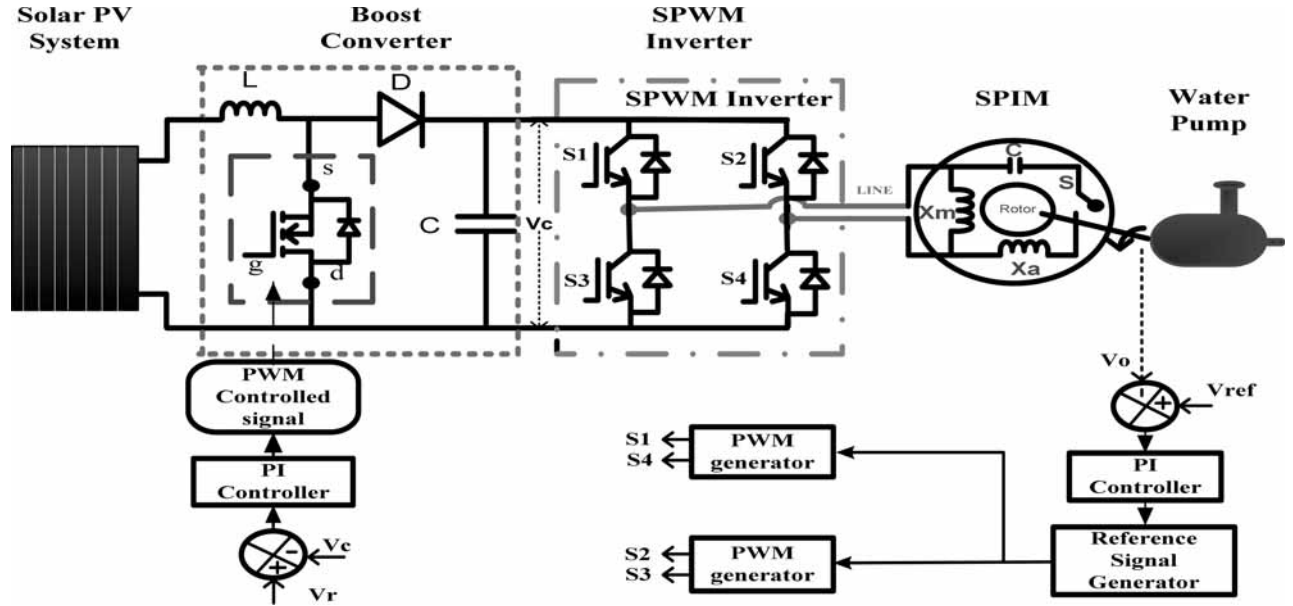 Solar PV
System
Boost
Converter
SPWM
Inverter
L
D
SPWM Inverter
SPIM
Water
Pump
s
g
d
C
Vc
S1
S2
S3
S4
LINE
C
S
Xm
Rotor
Xa
PWM
Controlled
signal
PI
Controller
Vc
-
+
Vr
Vo
-
+
Vref
PI
Controller
Reference
Signal
Generator
S1
S4
PWM
generator
S2
S3
PWM
generator